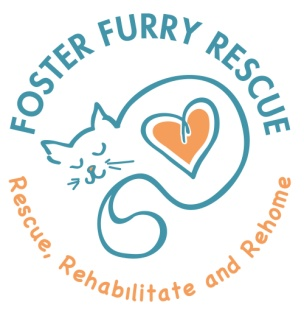 FOSTER FURRY RESCUE
Rescue, Rehabilitate and Rehome